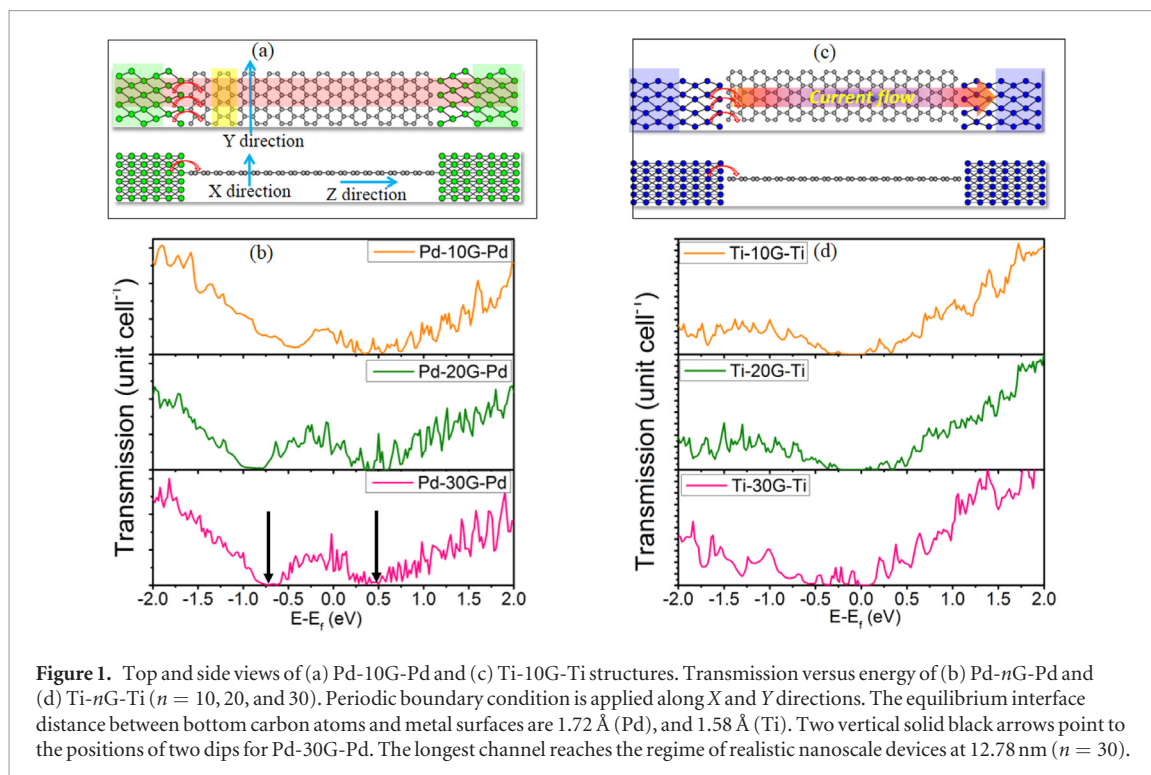 (a)
Y direction
X direction
Z direction
(c)
Current flow
(b)
Pd-10G-Pd
Pd-20G-Pd
Pd-30G-Pd
Transmission (unit cell⁻¹)
-2.0 -1.5 -1.0 -0.5 0.0 0.5 1.0 1.5 2.0
E-E_f (eV)
Ti-10G-Ti
(d)
Ti-20G-Ti
Ti-30G-Ti
Transmission (unit cell⁻¹)
-2.0 -1.5 -1.0 -0.5 0.0 0.5 1.0 1.5 2.0
E-E_f (eV)
Figure 1. Top and side views of (a) Pd-10G-Pd and (c) Ti-10G-Ti structures. Transmission versus energy of (b) Pd-nG-Pd and
(d) Ti-nG-Ti (n = 10, 20, and 30). Periodic boundary condition is applied along X and Y directions. The equilibrium interface
distance between bottom carbon atoms and metal surfaces are 1.72 Å (Pd), and 1.58 Å (Ti). Two vertical solid black arrows point to
the positions of two dips for Pd-30G-Pd. The longest channel reaches the regime of realistic nanoscale devices at 12.78 nm (n = 30).